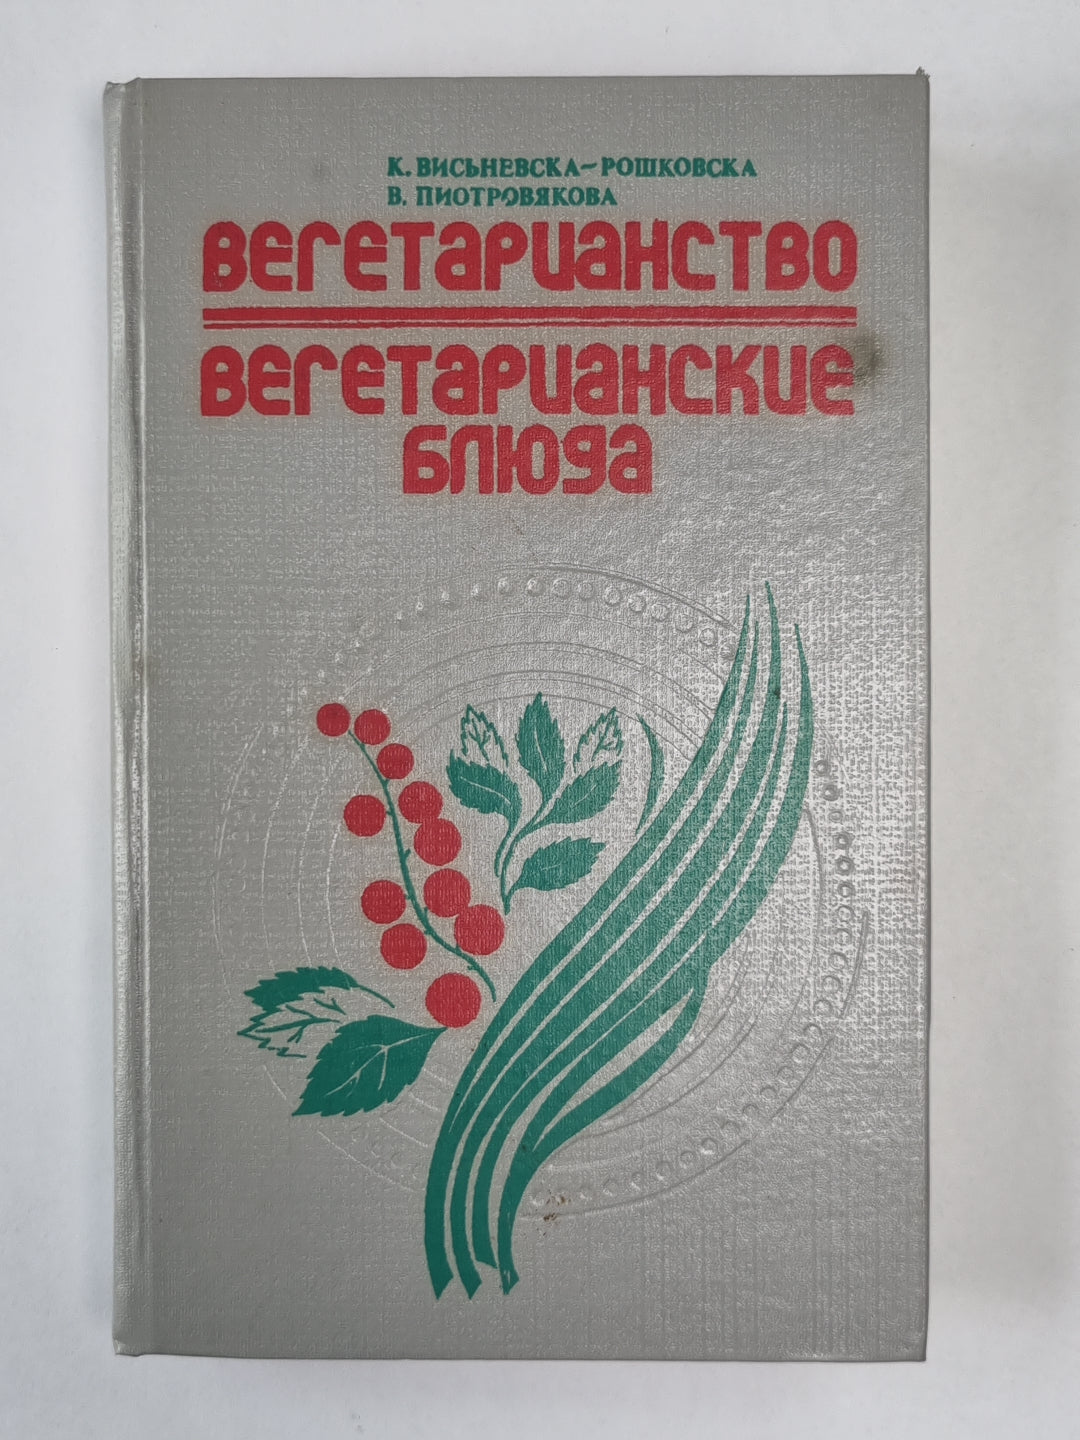 К. ВИСЬНЕВСКА-РОШКОВСКА
В. ПИОТРОВЯКОВА
ВЕГЕТАРИАНСТВО
ВЕГЕТАРИАНСКИЕ
БЛЮДА